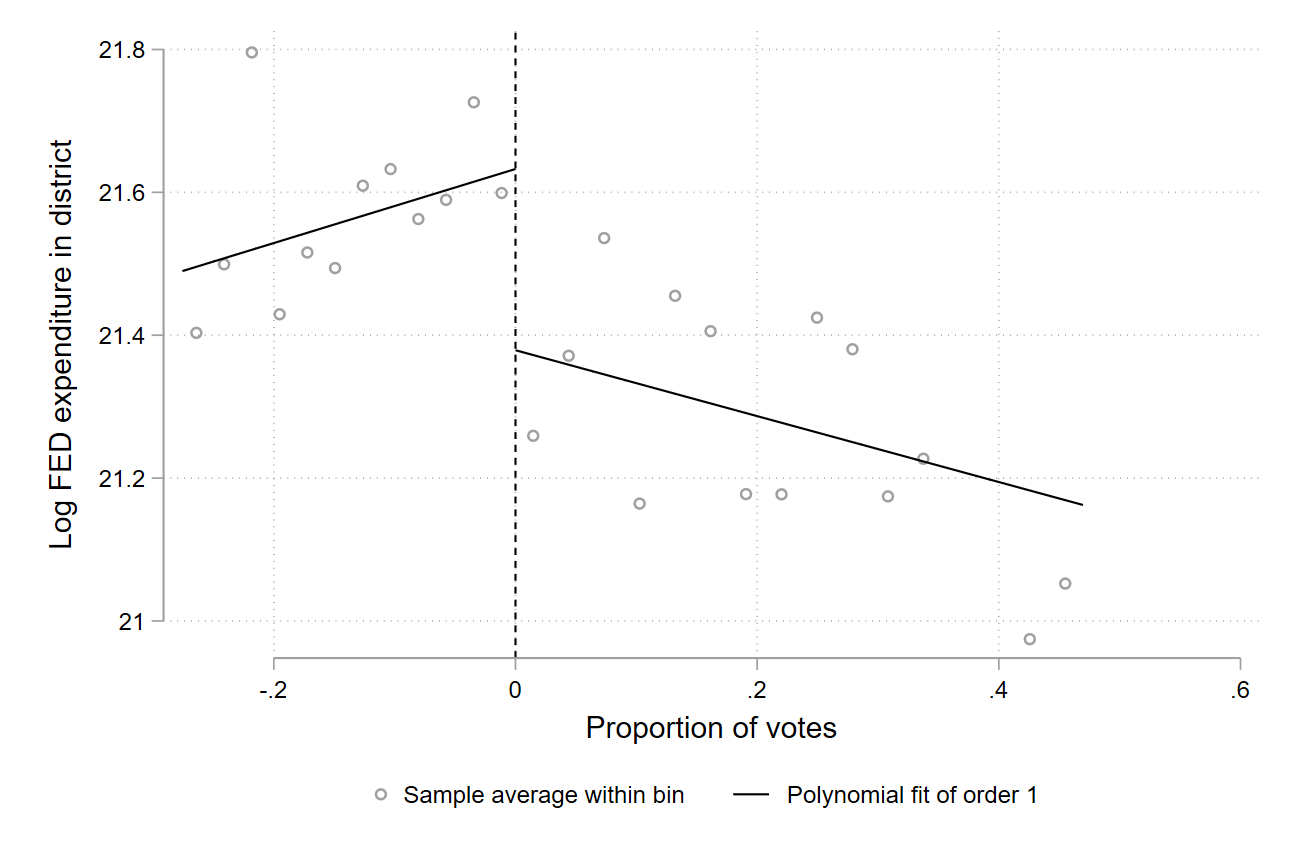 21.8
21.6
21.4
21.2
21
Log FED expenditure in district
-.2 0 .2 .4 .6
Proportion of votes
Sample average within bin Polynomial fit of order 1